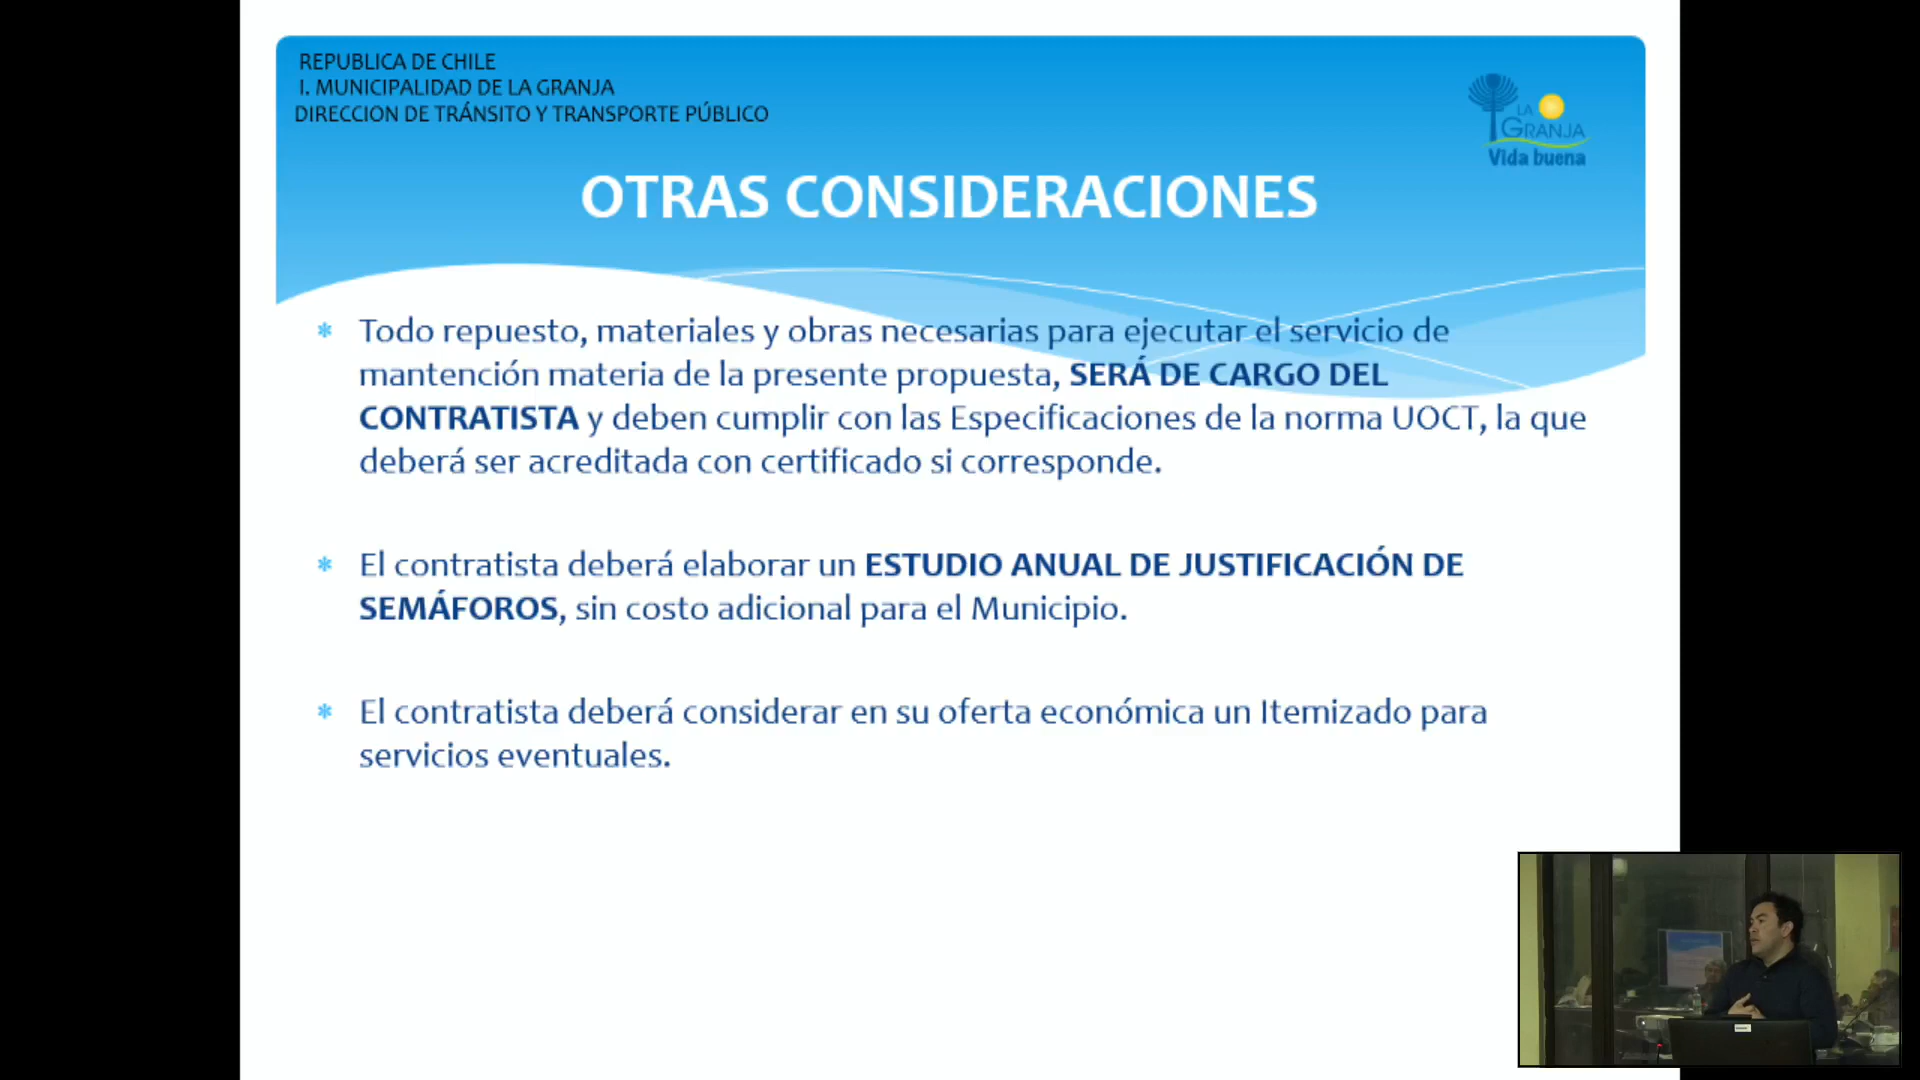 REPUBLICA DE CHILE
I. MUNICIPALIDAD DE LA GRANJA
DIRECCION DE TRÁNSITO Y TRANSPORTE PÚBLICO
LA
GRANJA
Vida buena
OTRAS CONSIDERACIONES
* Todo repuesto, materiales y obras necesarias para ejecutar el servicio de
mantención materia de la presente propuesta, SERÁ DE CARGO DEL
CONTRATISTA y deben cumplir con las Especificaciones de la norma UOCT, la que
deberá ser acreditada con certificado si corresponde.
* El contratista deberá elaborar un ESTUDIO ANUAL DE JUSTIFICACIÓN DE
SEMÁFOROS, sin costo adicional para el Municipio.
* El contratista deberá considerar en su oferta económica un Itemizado para
servicios eventuales.